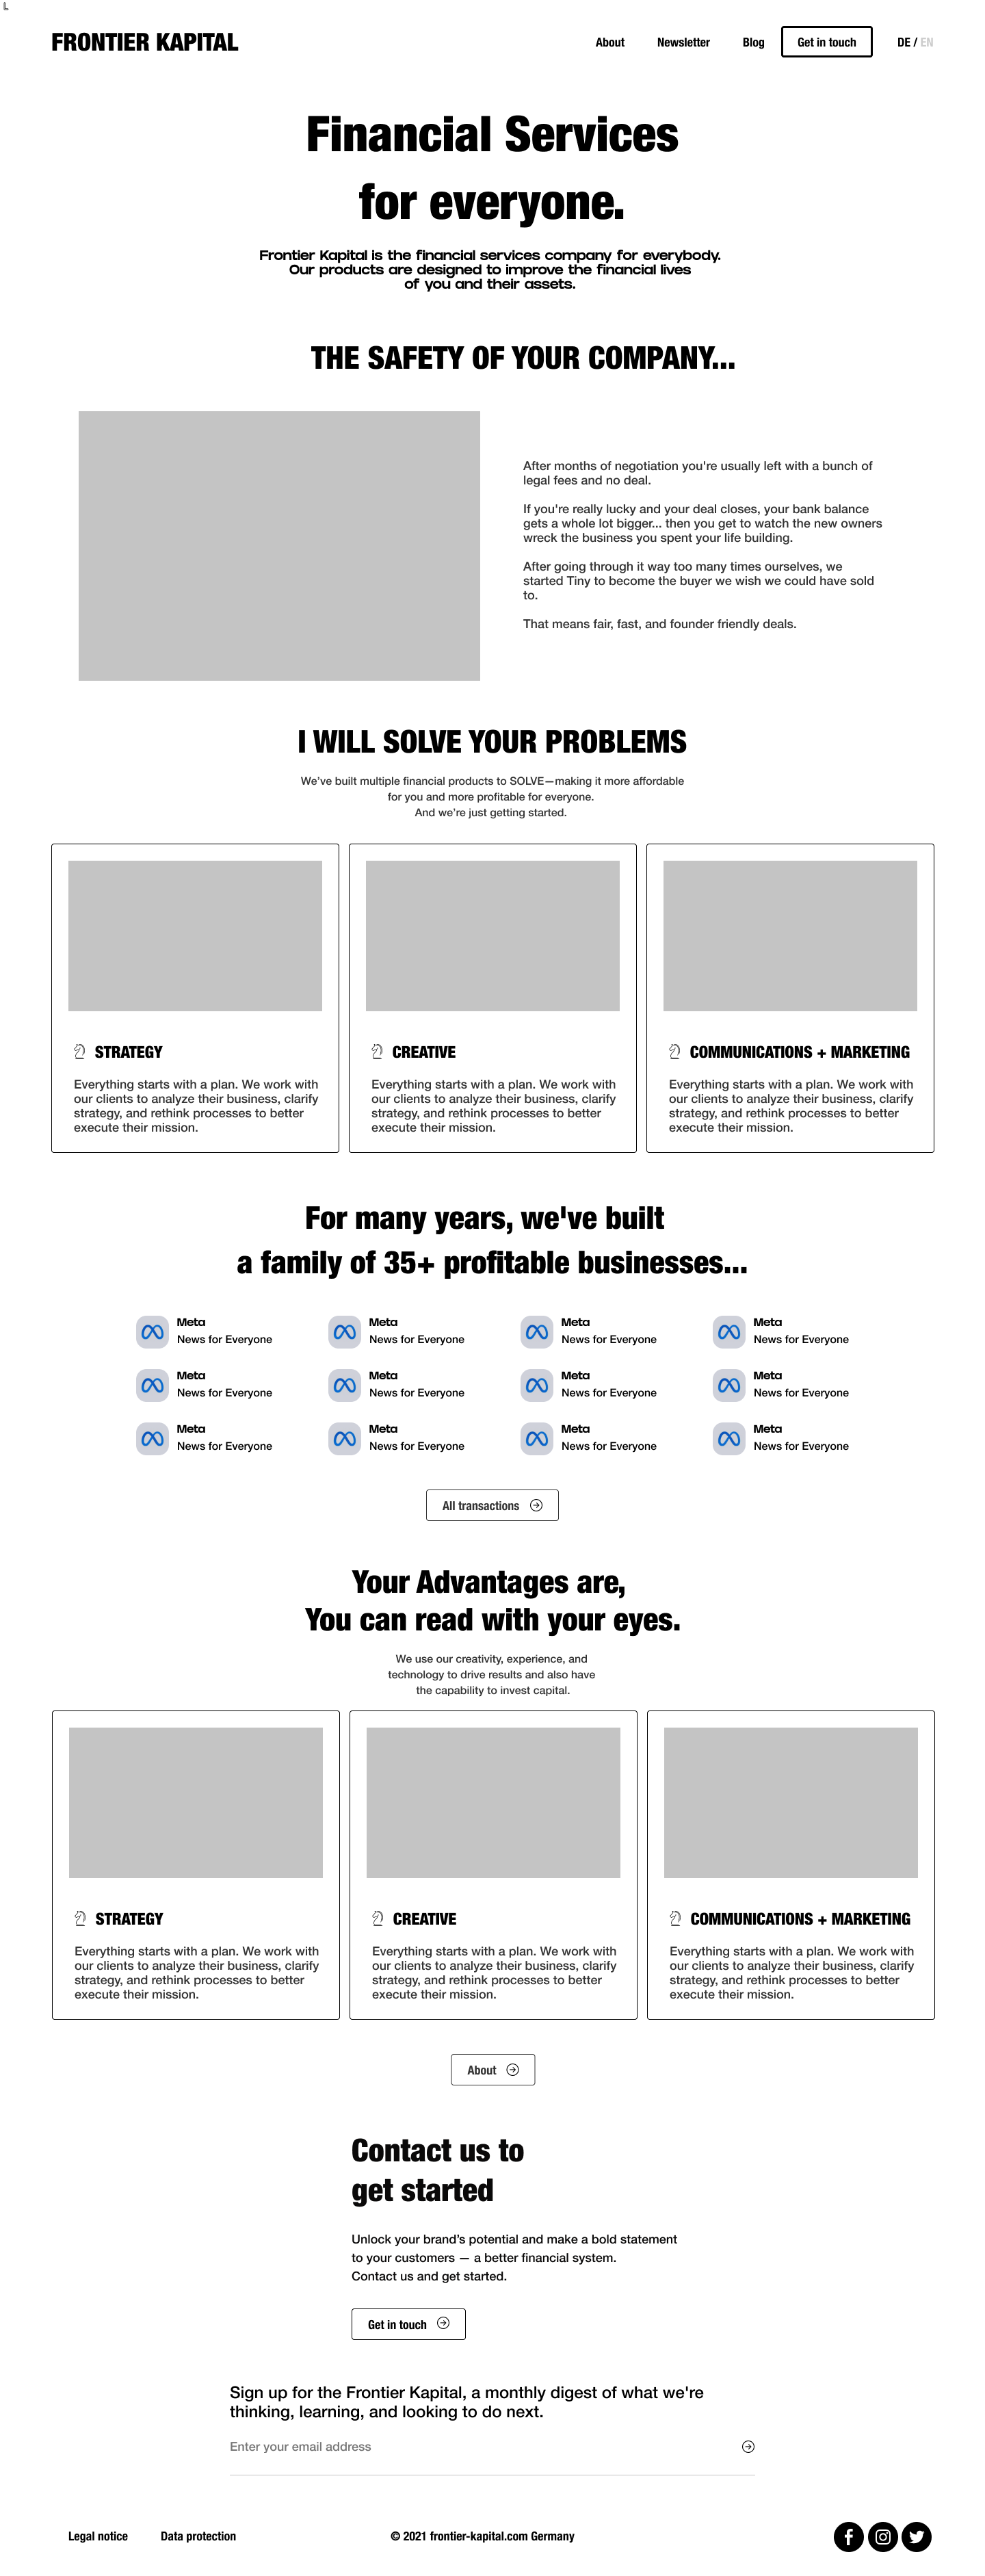 L
FRONTIER KAPITAL
About
Newsletter
Blog
Get in touch
DE / EN
Financial Services
for everyone.
Frontier Kapital is the financial services company for everybody.
Our products are designed to improve the financial lives
of you and their assets.
THE SAFETY OF YOUR COMPANY...
After months of negotiation you're usually left with a bunch of
legal fees and no deal.
If you're really lucky and your deal closes, your bank balance
gets a whole lot bigger... then you get to watch the new owners
wreck the business you spent your life building.
After going through it way too many times ourselves, we
started Tiny to become the buyer we wish we could have sold
to.
That means fair, fast, and founder friendly deals.
I WILL SOLVE YOUR PROBLEMS
We've built multiple financial products to SOLVE—making it more affordable
for you and more profitable for everyone.
And we're just getting started.
STRATEGY
Everything starts with a plan. We work with
our clients to analyze their business, clarify
strategy, and rethink processes to better
execute their mission.
CREATIVE
Everything starts with a plan. We work with
our clients to analyze their business, clarify
strategy, and rethink processes to better
execute their mission.
COMMUNICATIONS + MARKETING
Everything starts with a plan. We work with
our clients to analyze their business, clarify
strategy, and rethink processes to better
execute their mission.
For many years, we've built
a family of 35+ profitable businesses...
Meta
News for Everyone
Meta
News for Everyone
Meta
News for Everyone
Meta
News for Everyone
Meta
News for Everyone
Meta
News for Everyone
Meta
News for Everyone
Meta
News for Everyone
Meta
News for Everyone
Meta
News for Everyone
Meta
News for Everyone
Meta
News for Everyone
All transactions
Your Advantages are,
You can read with your eyes.
We use our creativity, experience, and
technology to drive results and also have
the capability to invest capital.
STRATEGY
Everything starts with a plan. We work with
our clients to analyze their business, clarify
strategy, and rethink processes to better
execute their mission.
CREATIVE
Everything starts with a plan. We work with
our clients to analyze their business, clarify
strategy, and rethink processes to better
execute their mission.
COMMUNICATIONS + MARKETING
Everything starts with a plan. We work with
our clients to analyze their business, clarify
strategy, and rethink processes to better
execute their mission.
About
Contact us to
get started
Unlock your brand's potential and make a bold statement
to your customers — a better financial system.
Contact us and get started.
Get in touch
Sign up for the Frontier Kapital, a monthly digest of what we're
thinking, learning, and looking to do next.
Enter your email address
Legal notice
Data protection
© 2021 frontier-kapital.com Germany